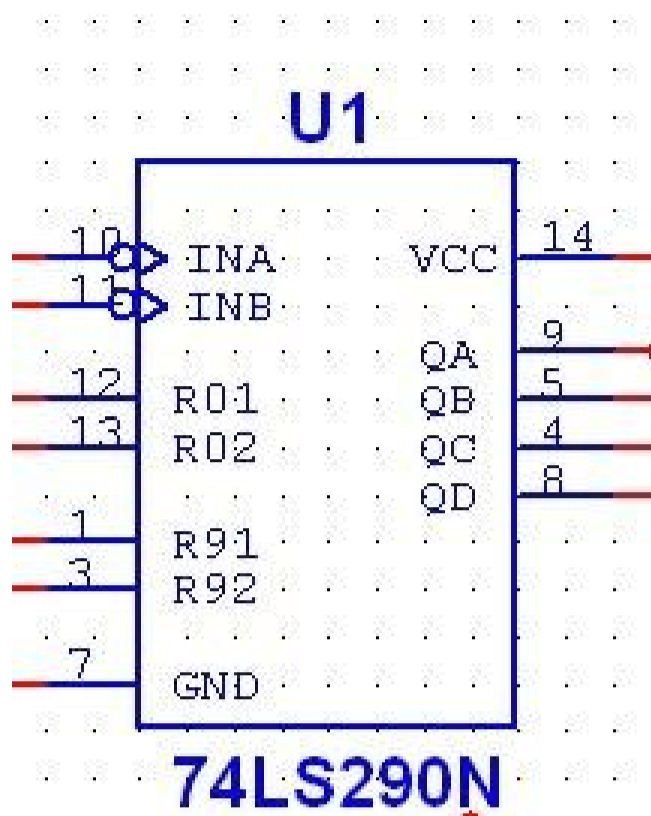 U1
10 INA VCC 14
11 INB
QA 9
12 R01 QB 5
13 R02 QC 4
QD 8
1 R91
3 R92
7 GND
74LS290N